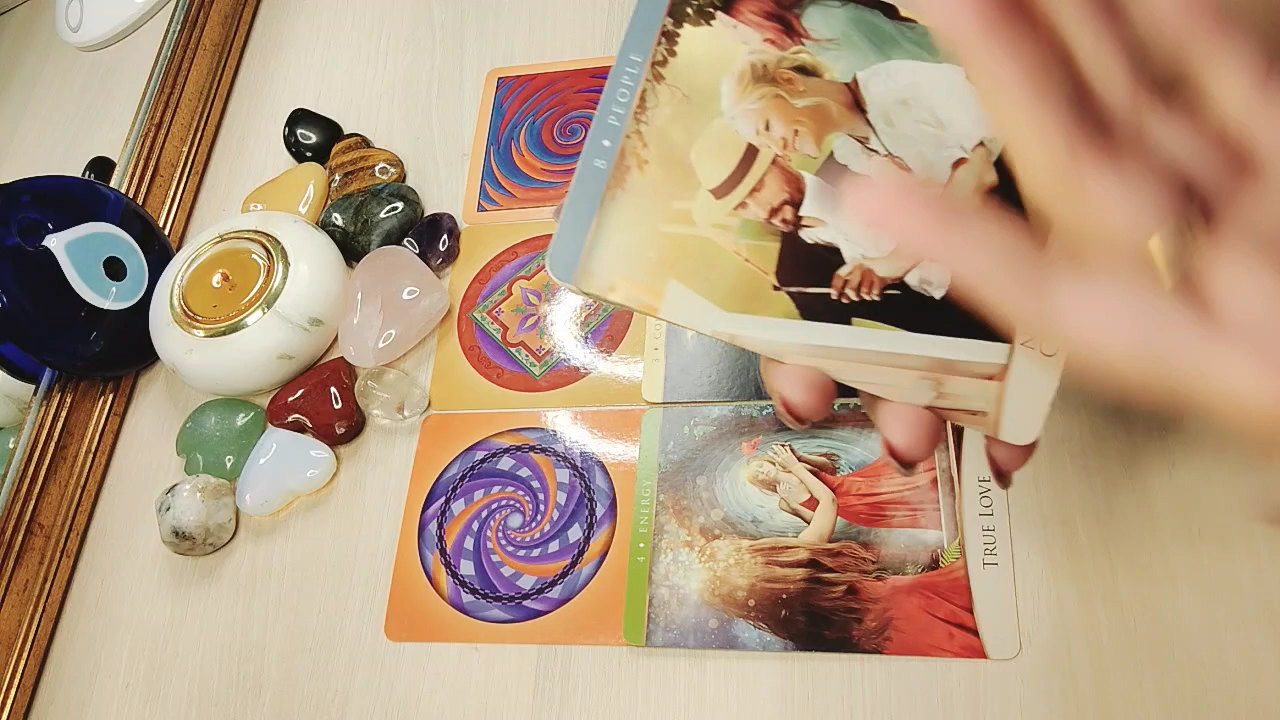 8 ♦ PEOPLE
4 ♦ ENERGY
TRUE LOVE